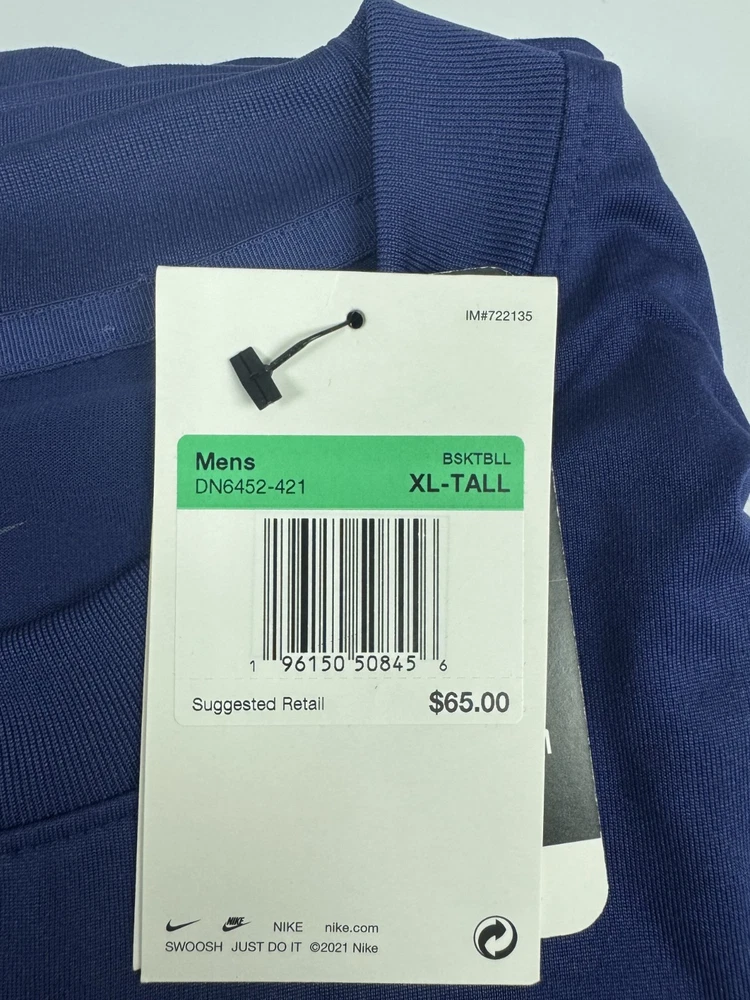 IM#722135
Mens BSKTBLL
DN6452-421 XL-TALL
1 96150 50845 6
Suggested Retail $65.00
NIKE NIKE nike.com
SWOOSH JUST DO IT ©2021 Nike